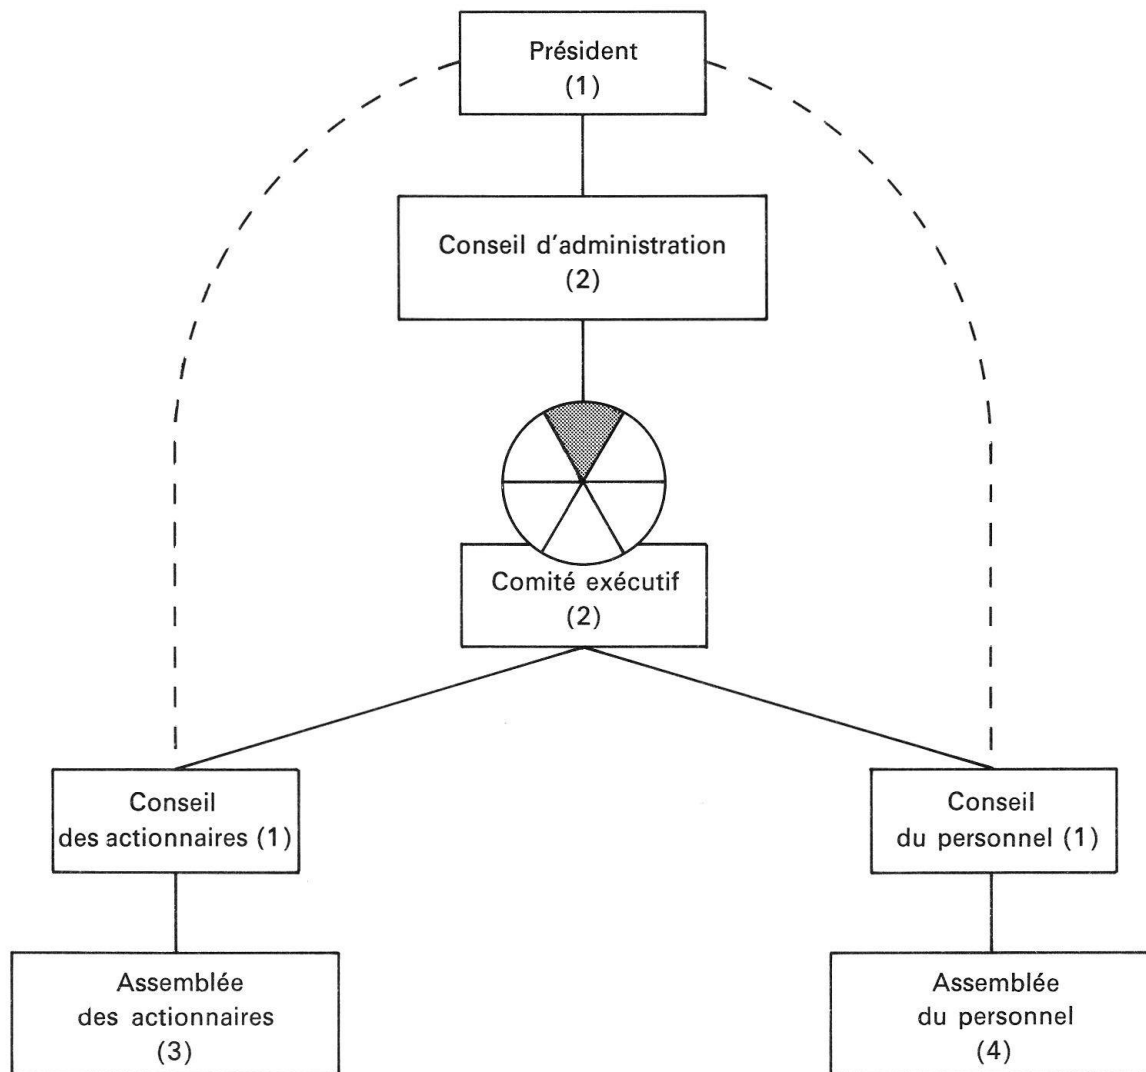 Président
(1)
Conseil d'administration
(2)
Comité exécutif
(2)
Conseil
des actionnaires (1)
Conseil
du personnel (1)
Assemblée
des actionnaires
(3)
Assemblée
du personnel
(4)